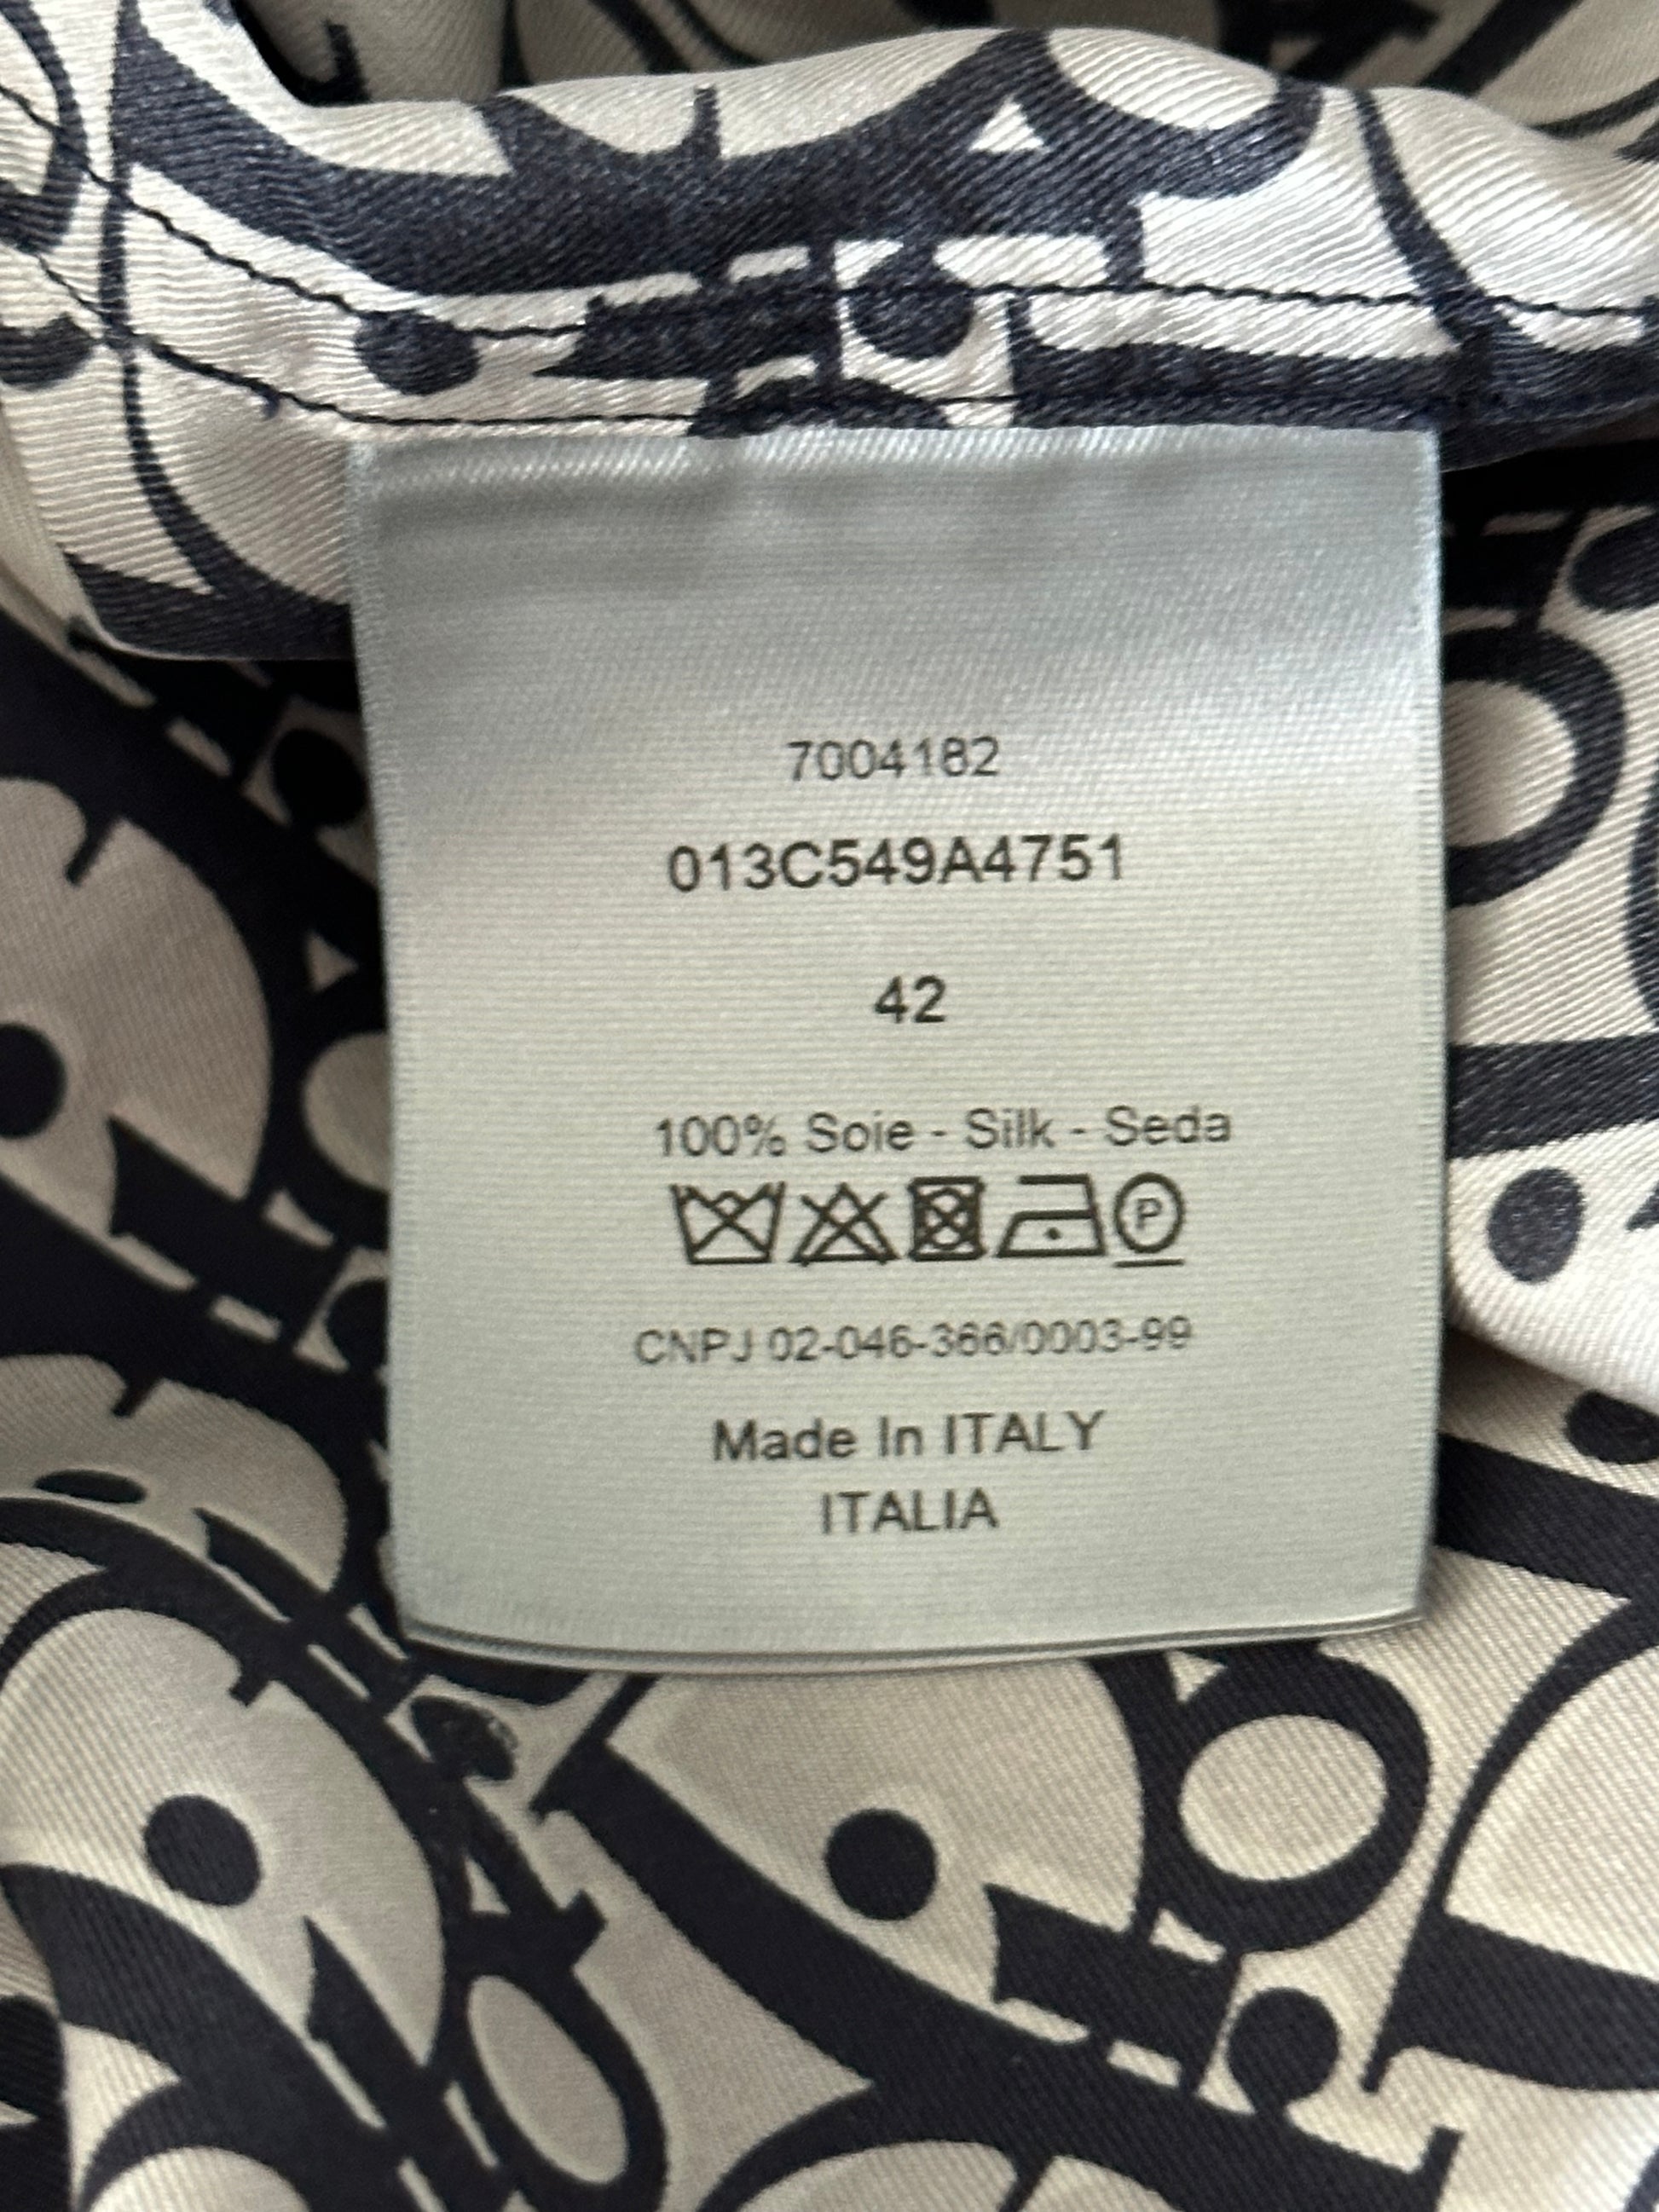 7004182
013C549A4751
42
100% Soie - Silk - Seda
P
CNPJ 02-046-366/0003-99
Made In ITALY
ITALIA